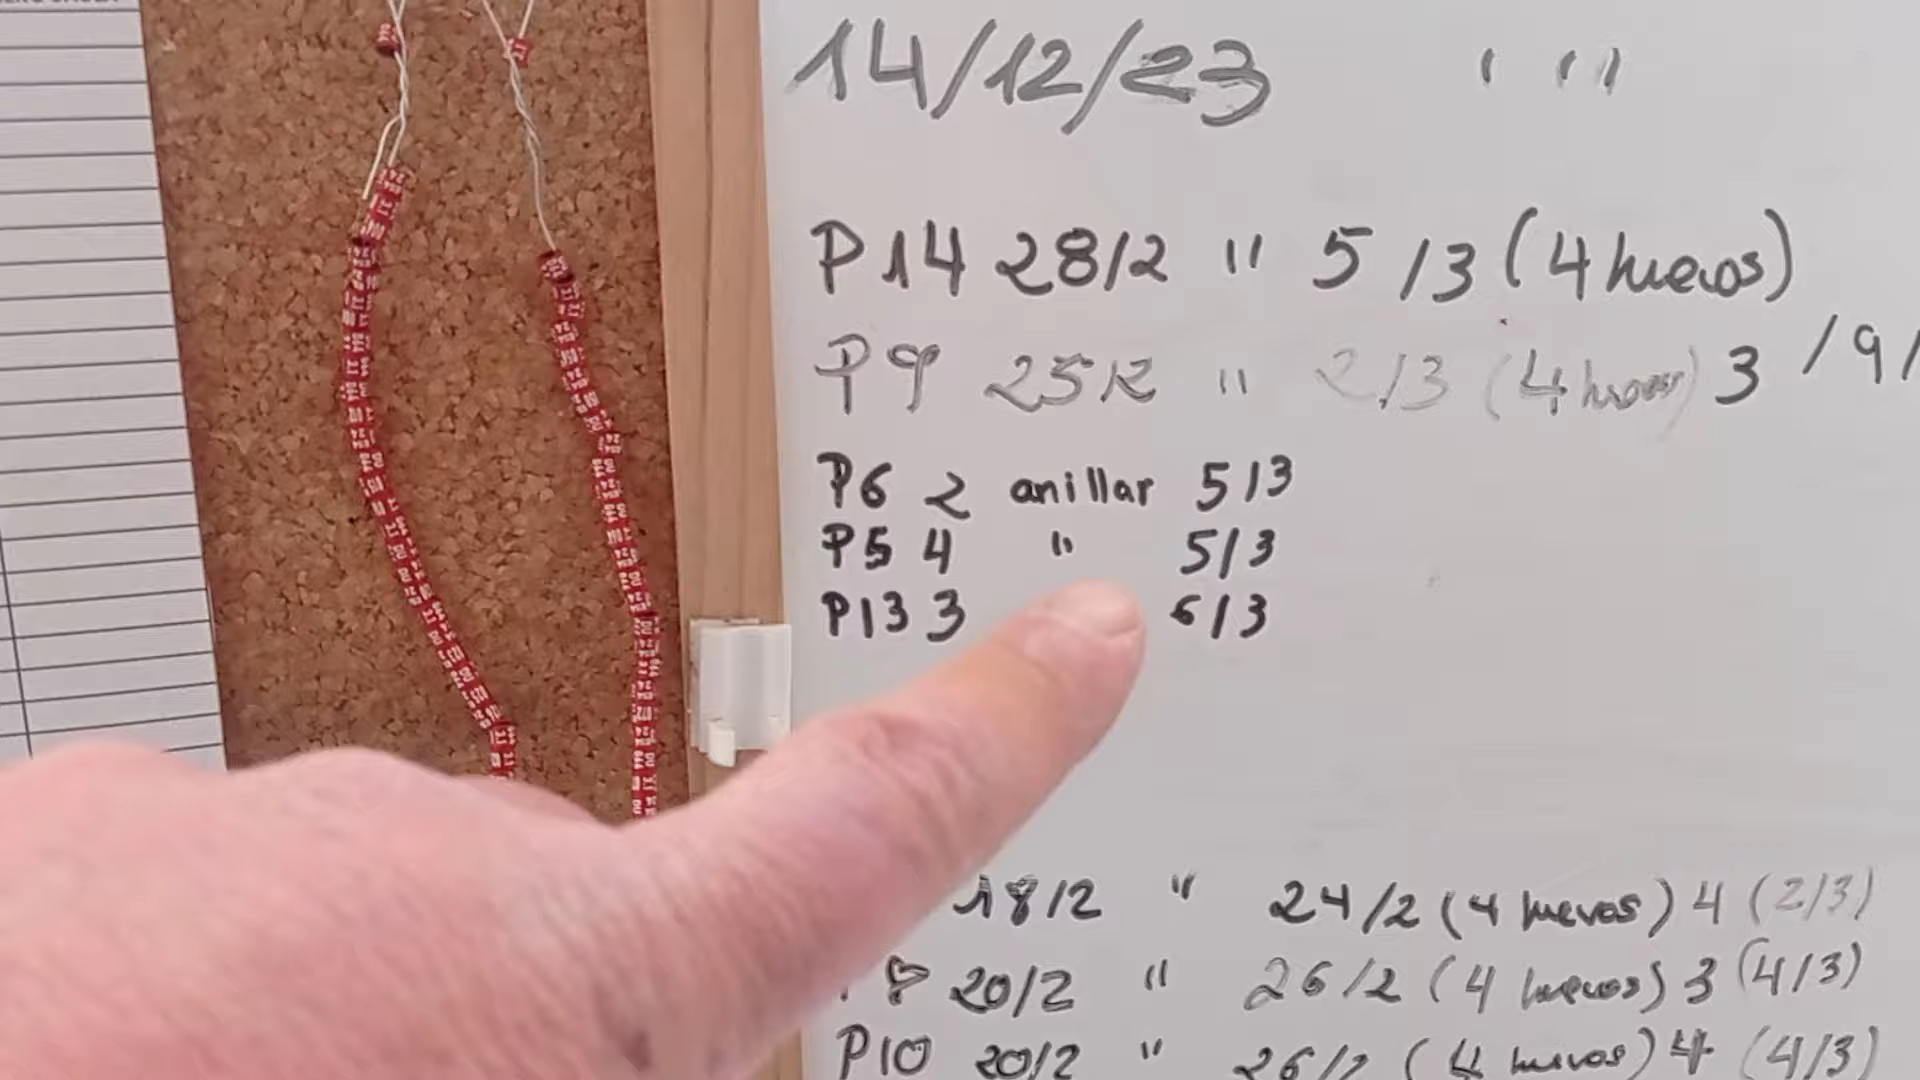 14/12/23 " "
P14 28/2 " 5/3 (4 huevos)
P9 25/2 " 2/3 (4 huevos) 3 /9/
P6 2 anillar 5/3
P5 4 " 5/3
P13 3 6/3
18/2 " 24/2 (4 huevos) 4 (2/3)
8 20/2 " 26/2 (4 huevos) 3 (4/3)
P10 20/2 " 26/2 (4 huevos) 4 (4/3)